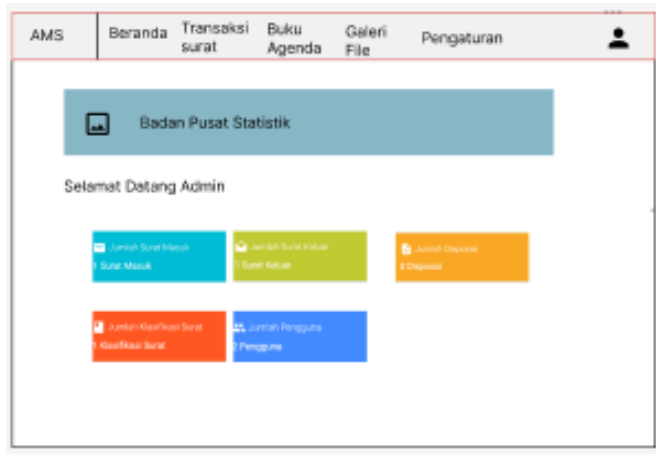 AMS
Beranda
Transaksi
surat
Buku
Agenda
Galeri
File
Pengaturan
Badan Pusat Statistik
Selamat Datang Admin
Jumlah Surat Masuk
1 Surat Masuk
Jumlah Surat Keluar
1 Surat Keluar
Jumlah Disposisi
Disposisi
Jumlah Klasifikasi Surat
1 Klasifikasi Surat
Jumlah Pengguna
2 Pengguna